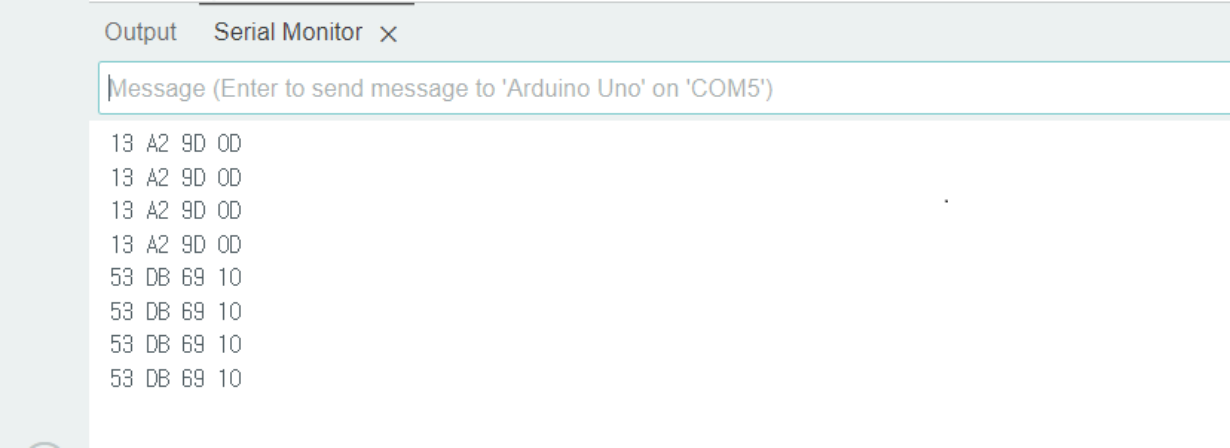 Output Serial Monitor
Message (Enter to send message to 'Arduino Uno' on 'COM5')
13 A2 9D 0D
13 A2 9D 0D
13 A2 9D 0D
13 A2 9D 0D
53 DB 69 10
53 DB 69 10
53 DB 69 10
53 DB 69 10